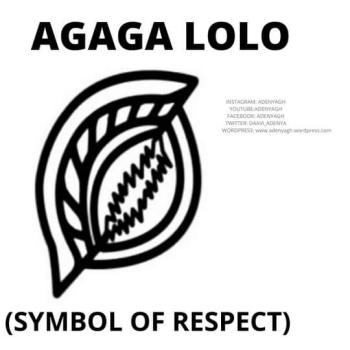 AGAGA LOLO
INSTAGRAM: ADENYAGH
YOUTUBE:ADENYAGH
FACEBOOK: ADENYAGH
TWITTER: DAAVI_ADENYA
WORDPRESS: www.adenyagh.wordpress.com
(SYMBOL OF RESPECT)